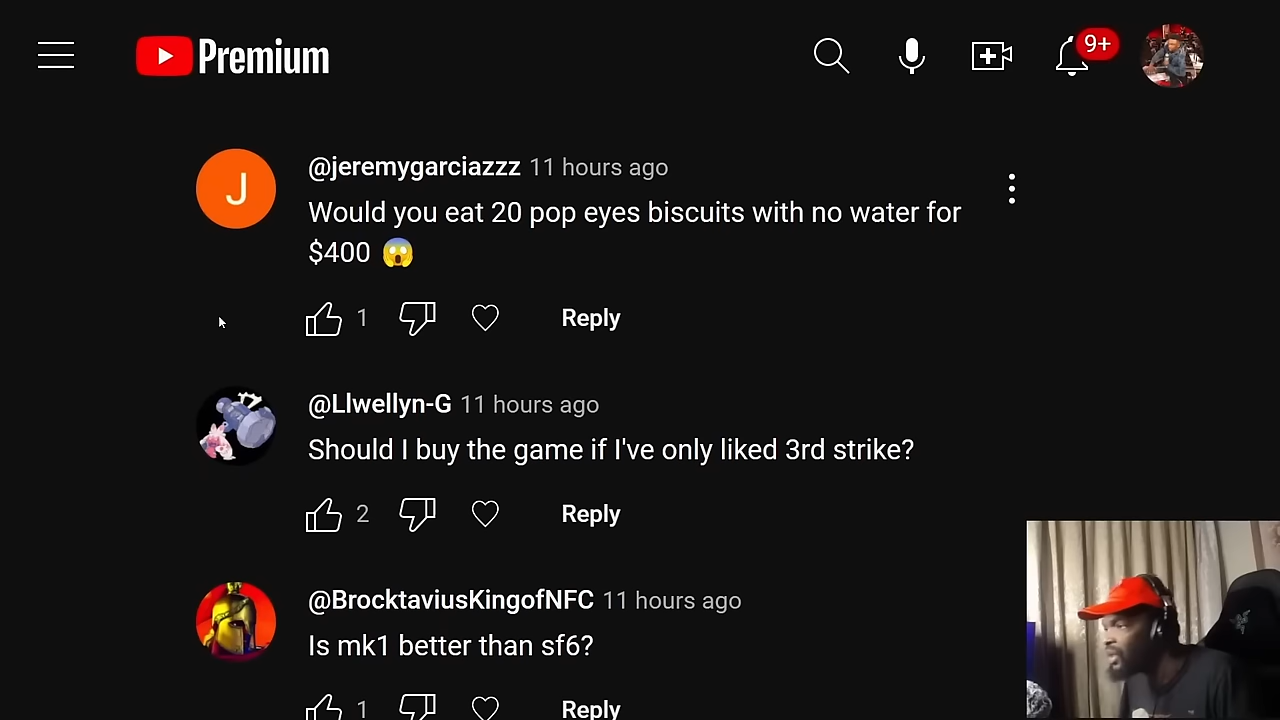 Premium
9+
@jeremygarciazzz 11 hours ago
J
Would you eat 20 pop eyes biscuits with no water for
$400 😱
1
Reply
@Llwellyn-G 11 hours ago
Should I buy the game if I've only liked 3rd strike?
2
Reply
@BrocktaviusKingofNFC 11 hours ago
Is mk1 better than sf6?
1
Reply